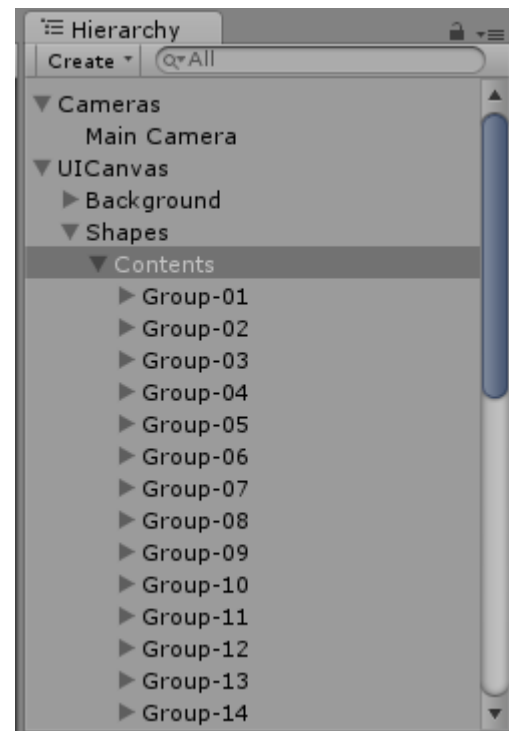 Hierarchy
Create All
Cameras
Main Camera
UICanvas
Background
Shapes
Contents
Group-01
Group-02
Group-03
Group-04
Group-05
Group-06
Group-07
Group-08
Group-09
Group-10
Group-11
Group-12
Group-13
Group-14